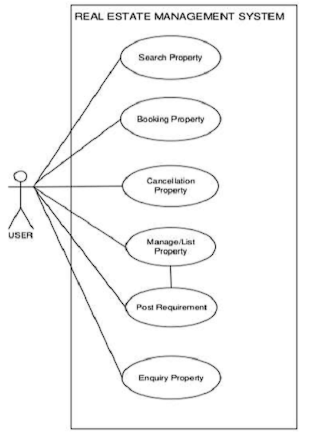 REAL ESTATE MANAGEMENT SYSTEM
Search Property
Booking Property
Cancellation
Property
USER
Manage/List
Property
Post Requirement
Enquiry Property